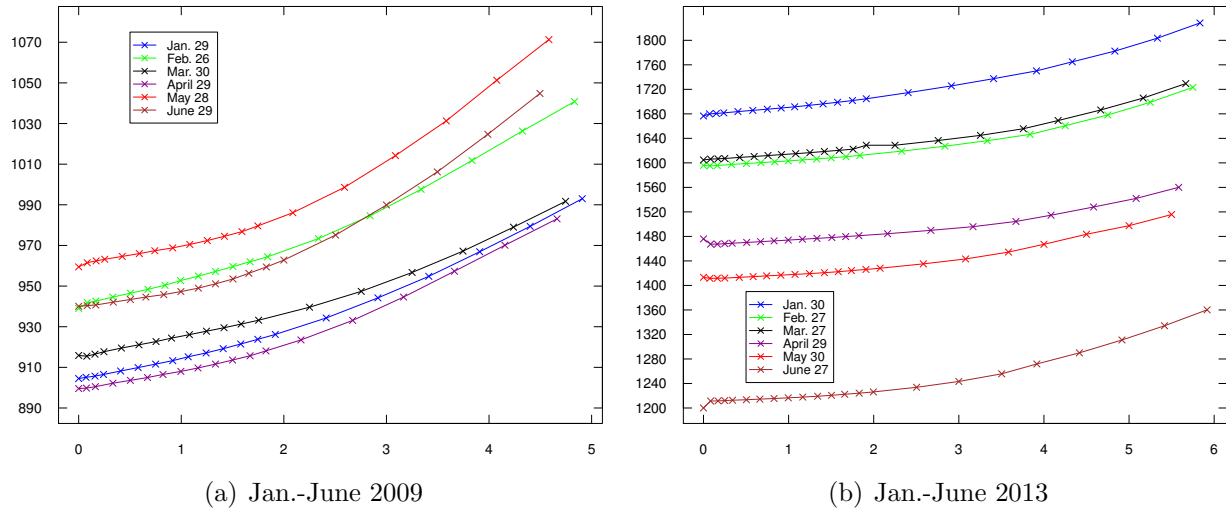 1070
1050
1030
1010
990
970
950
930
910
890
Jan. 29
Feb. 26
Mar. 30
April 29
May 28
June 29
0 1 2 3 4 5
(a) Jan.-June 2009
1800
1760
1720
1680
1640
1600
1560
1520
1480
1440
1400
1360
1320
1280
1240
1200
Jan. 30
Feb. 27
Mar. 27
April 29
May 30
June 27
0 1 2 3 4 5 6
(b) Jan.-June 2013